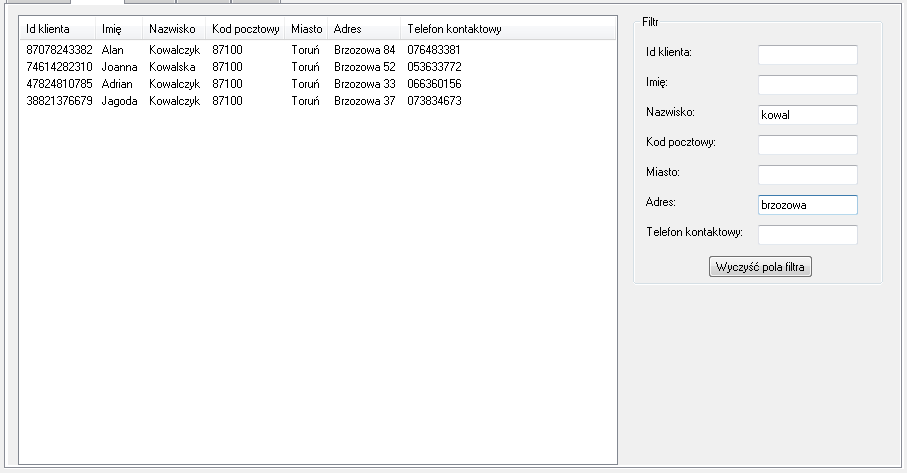 Id klienta Imię Nazwisko Kod pocztowy Miasto Adres Telefon kontaktowy
87078243382 Alan Kowalczyk 87100 Toruń Brzozowa 84 076483381
74614282310 Joanna Kowalska 87100 Toruń Brzozowa 52 053633772
47824810785 Adrian Kowalczyk 87100 Toruń Brzozowa 33 066360156
38821376679 Jagoda Kowalczyk 87100 Toruń Brzozowa 37 073834673
Filtr
Id klienta:
Imię:
Nazwisko: kowal
Kod pocztowy:
Miasto:
Adres: brzozowa
Telefon kontaktowy:
Wyczyść pola filtra